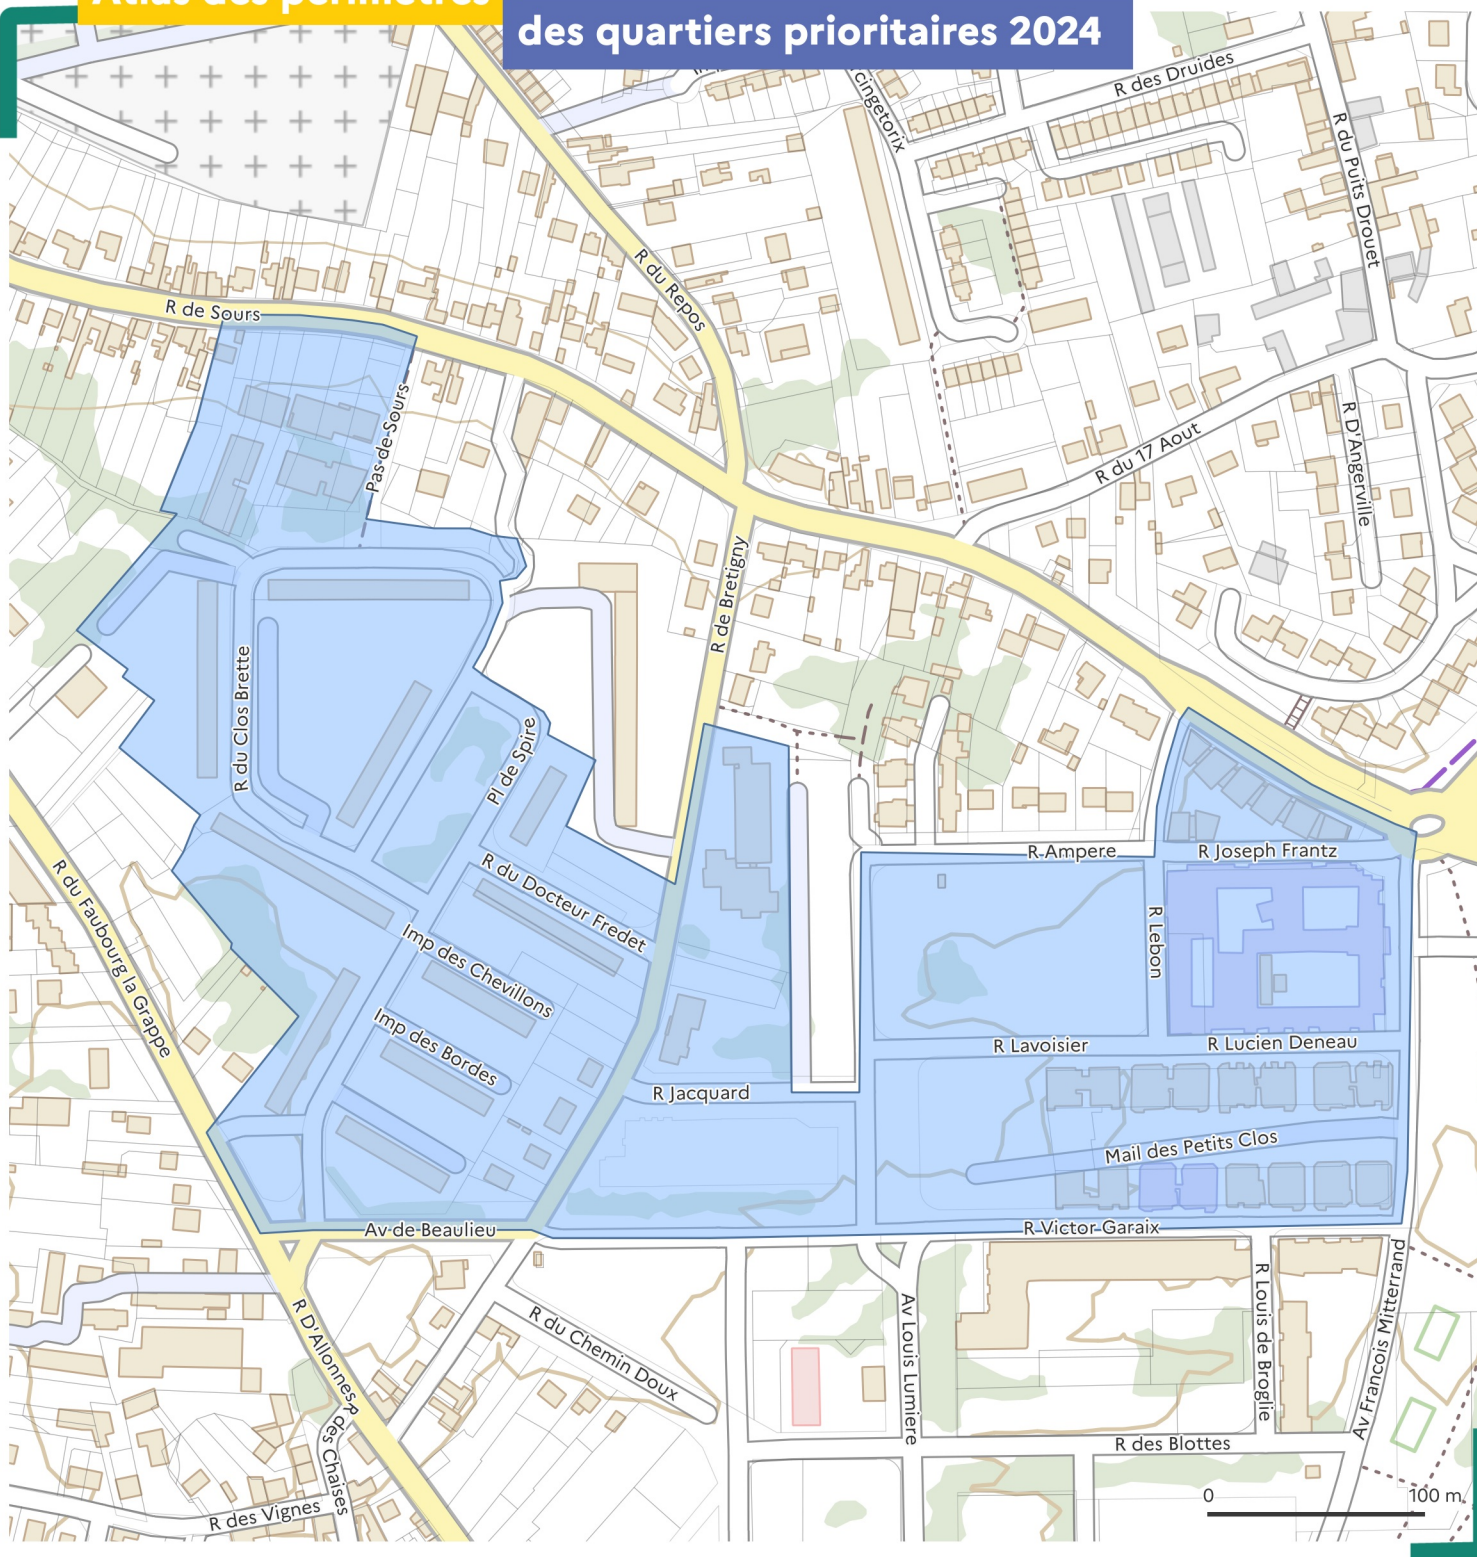 Atlas des périmètres
des quartiers prioritaires 2024
R des Druides
cingetorix
R du Puits Drouet
R du Repos
R de Sours
Pas de Sours
R du 17 Aout
R D'Angerville
R de Bretigny
R du Clos Brette
Pl de Spire
R Ampere
R Joseph Frantz
R du Docteur Fredet
R du Faubourg la Grappe
Imp des Chevillons
R Lebon
Imp des Bordes
R Lavoisier
R Lucien Deneau
R Jacquard
Mail des Petits Clos
Av de Beaulieu
R Victor Garaix
R D'Allonnes
R du Chemin Doux
Av Louis Lumiere
R Louis de Broglie
Av Francois Mitterrand
R des Chaises
R des Blottes
R des Vignes
0 100 m